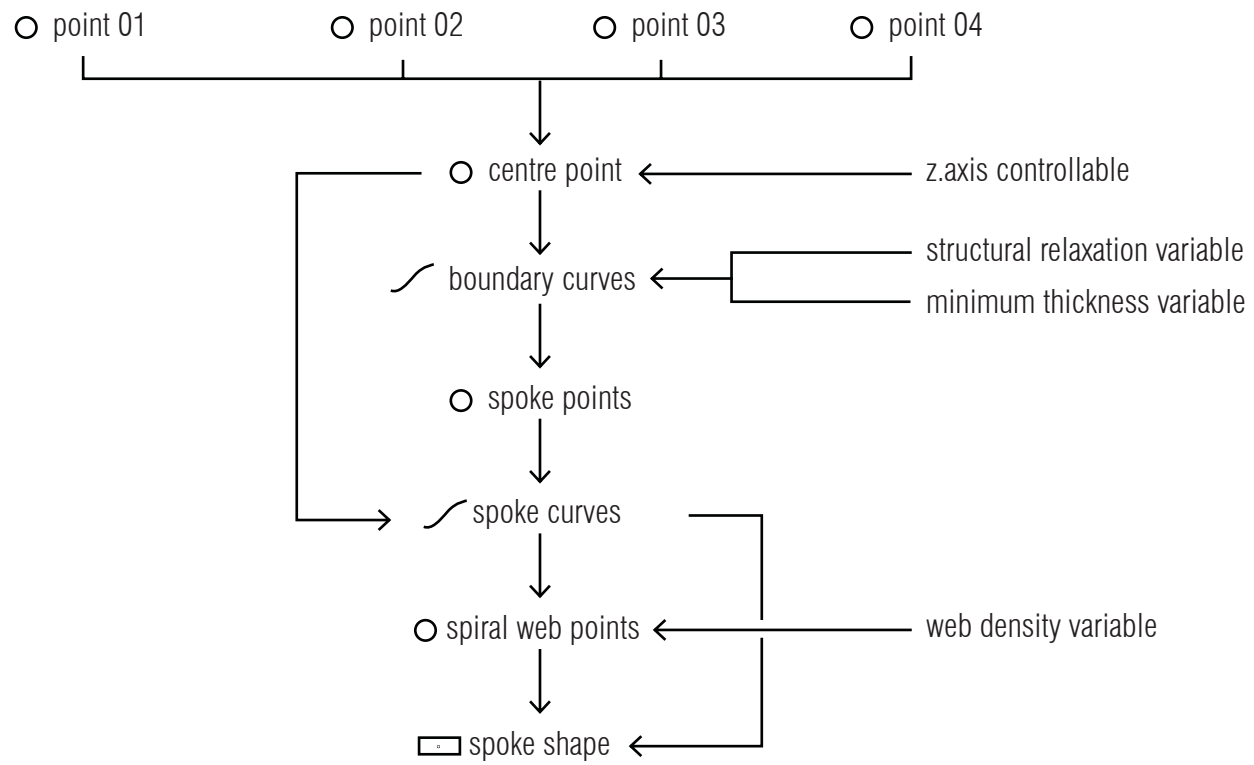 point 01
point 02
point 03
point 04
centre point
z.axis controllable
structural relaxation variable
boundary curves
minimum thickness variable
spoke points
spoke curves
spiral web points
web density variable
spoke shape